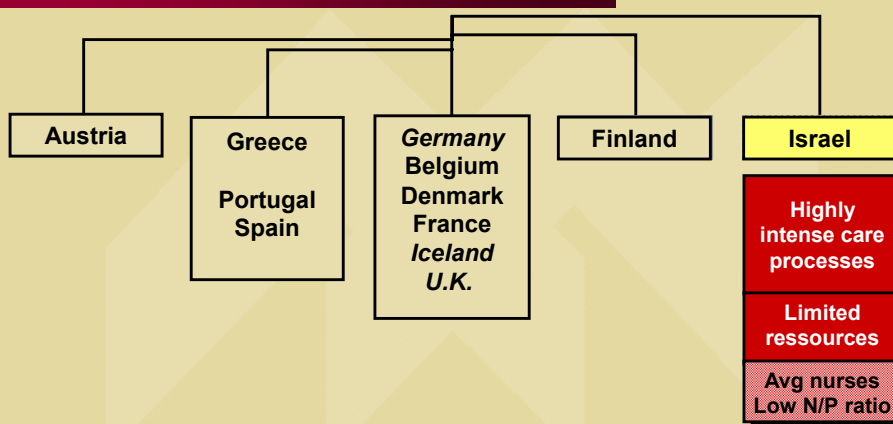 Austria
Greece
Portugal
Spain
Germany
Belgium
Denmark
France
Iceland
U.K.
Finland
Israel
Highly
intense care
processes
Limited
ressources
Avg nurses
Low N/P ratio